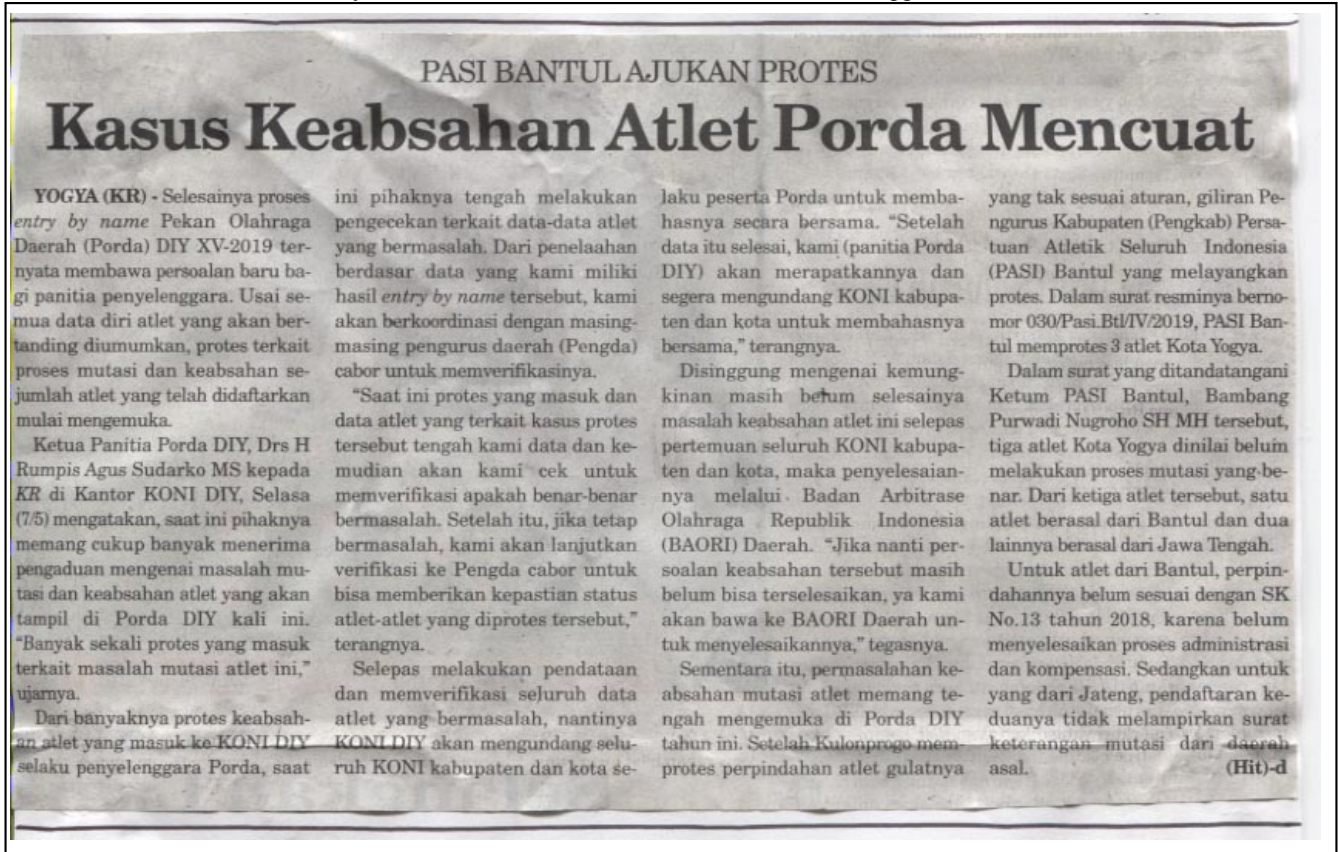 PASI BANTUL AJUKAN PROTES
Kasus Keabsahan Atlet Porda Mencuat
YOGYA (KR) - Selesainya proses
entry by name Pekan Olahraga
Daerah (Porda) DIY XV-2019 ter-
nyata membawa persoalan baru ba-
gi panitia penyelenggara. Usai se-
mua data diri atlet yang akan ber-
tanding diumumkan, protes terkait
proses mutasi dan keabsahan se-
jumlah atlet yang telah didaftarkan
mulai mengemuka.
Ketua Panitia Porda DIY, Drs H
Rumpis Agus Sudarko MS kepada
KR di Kantor KONI DIY, Selasa
(7/5) mengatakan, saat ini pihaknya
memang cukup banyak menerima
pengaduan mengenai masalah mu-
tasi dan keabsahan atlet yang akan
tampil di Porda DIY kali ini.
"Banyak sekali protes yang masuk
terkait masalah mutasi atlet ini,"
ujarnya.
Dari banyaknya protes keabsah-
an atlet yang masuk ke KONI DIY
selaku penyelenggara Porda, saat
ini pihaknya tengah melakukan
pengecekan terkait data-data atlet
yang bermasalah. Dari penelaahan
berdasar data yang kami miliki
hasil entry by name tersebut, kami
akan berkoordinasi dengan masing-
masing pengurus daerah (Pengda)
cabor untuk memverifikasinya.
"Saat ini protes yang masuk dan
data atlet yang terkait kasus protes
tersebut tengah kami data dan ke-
mudian akan kami cek untuk
memverifikasi apakah benar-benar
bermasalah. Setelah itu, jika tetap
bermasalah, kami akan lanjutkan
verifikasi ke Pengda cabor untuk
bisa memberikan kepastian status
atlet-atlet yang diprotes tersebut,"
terangnya.
Selepas melakukan pendataan
dan memverifikasi seluruh data
atlet yang bermasalah, nantinya
KONI DIY akan mengundang selu-
ruh KONI kabupaten dan kota se-
laku peserta Porda untuk memba-
hasnya secara bersama. "Setelah
data itu selesai, kami (panitia Porda
DIY) akan merapatkannya dan
segera mengundang KONI kabupa-
ten dan kota untuk membahasnya
bersama," terangnya.
Disinggung mengenai kemung-
kinan masih belum selesainya
masalah keabsahan atlet ini selepas
pertemuan seluruh KONI kabupa-
ten dan kota, maka penyelesaian-
nya melalui Badan Arbitrase
Olahraga Republik Indonesia
(BAORI) Daerah. "Jika nanti per-
soalan keabsahan tersebut masih
belum bisa terselesaikan, ya kami
akan bawa ke BAORI Daerah un-
tuk menyelesaikannya," tegasnya.
Sementara itu, permasalahan ke-
absahan mutasi atlet memang te-
ngah mengemuka di Porda DIY
tahun ini. Setelah Kulonprogo mem-
protes perpindahan atlet gulatnya
yang tak sesuai aturan, giliran Pe-
ngurus Kabupaten (Pengkab) Persa-
tuan Atletik Seluruh Indonesia
(PASI) Bantul yang melayangkan
protes. Dalam surat resminya berno-
mor 030/Pasi.Btl/IV/2019, PASI Ban-
tul memprotes 3 atlet Kota Yogya.
Dalam surat yang ditandatangani
Ketum PASI Bantul, Bambang
Purwadi Nugroho SH MH tersebut,
tiga atlet Kota Yogya dinilai belum
melakukan proses mutasi yang be-
nar. Dari ketiga atlet tersebut, satu
atlet berasal dari Bantul dan dua
lainnya berasal dari Jawa Tengah.
Untuk atlet dari Bantul, perpin-
dahannya belum sesuai dengan SK
No.13 tahun 2018, karena belum
menyelesaikan proses administrasi
dan kompensasi. Sedangkan untuk
yang dari Jateng, pendaftaran ke-
duanya tidak melampirkan surat
keterangan mutasi dari daerah
asal. (Hit)-d